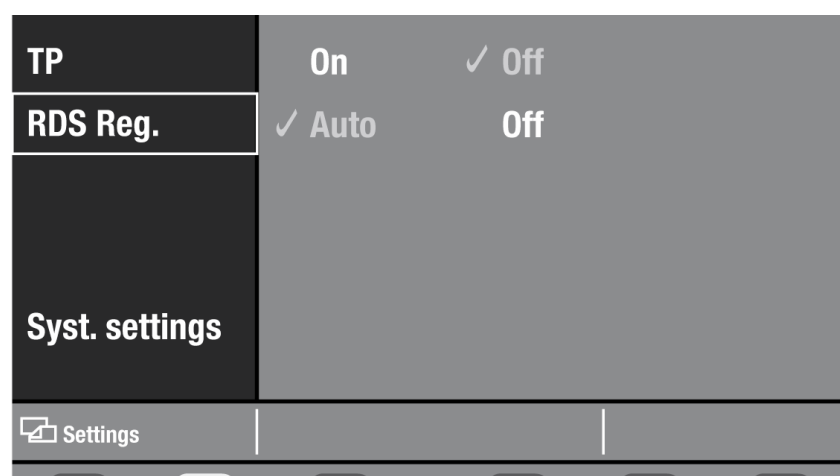 TP On ✓ Off
RDS Reg. ✓ Auto Off
Syst. settings
Settings